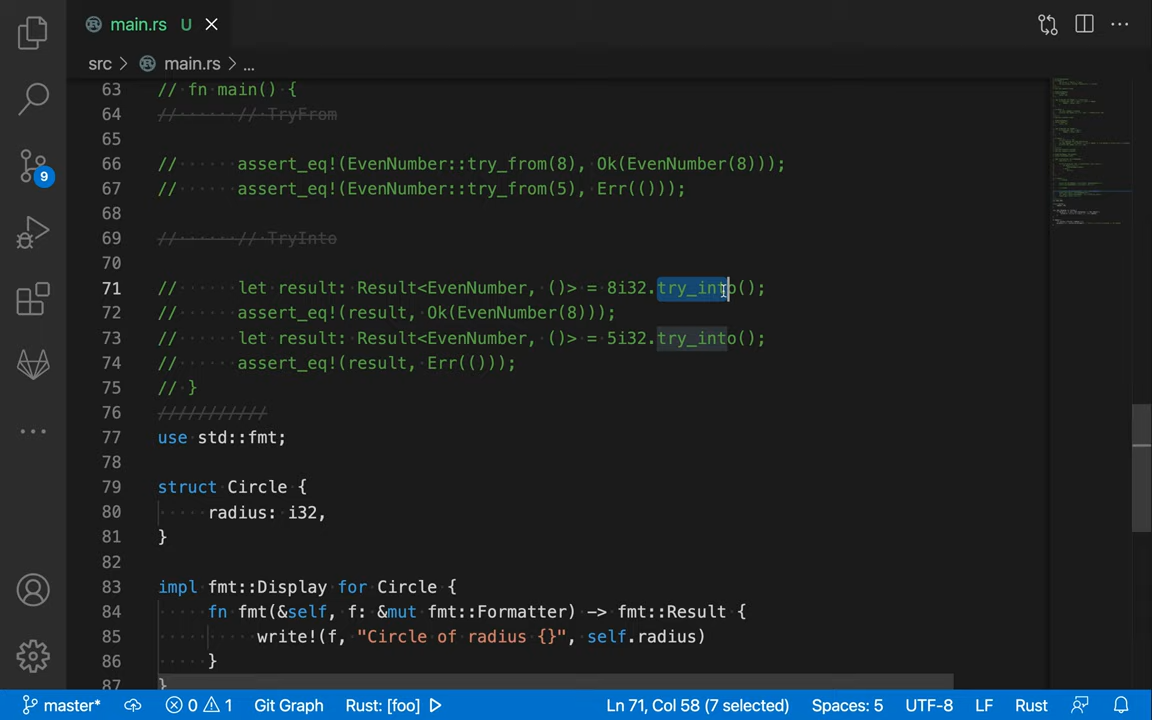 main.rs U
src > main.rs > ...
63 // fn main() {
64 // // TryFrom
65
66 // assert_eq!(EvenNumber::try_from(8), Ok(EvenNumber(8)));
67 // assert_eq!(EvenNumber::try_from(5), Err(()));
68
69 // // TryInto
70
71 // let result: Result<EvenNumber, ()> = 8i32.try_into();
72 // assert_eq!(result, Ok(EvenNumber(8)));
73 // let result: Result<EvenNumber, ()> = 5i32.try_into();
74 // assert_eq!(result, Err(()));
75 // }
76 ///////////
77 use std::fmt;
78
79 struct Circle {
80 radius: i32,
81 }
82
83 impl fmt::Display for Circle {
84 fn fmt(&self, f: &mut fmt::Formatter) -> fmt::Result {
85 write!(f, "Circle of radius {}", self.radius)
86 }
87 }
9
master* 0 1 Git Graph Rust: [foo] Ln 71, Col 58 (7 selected) Spaces: 5 UTF-8 LF Rust